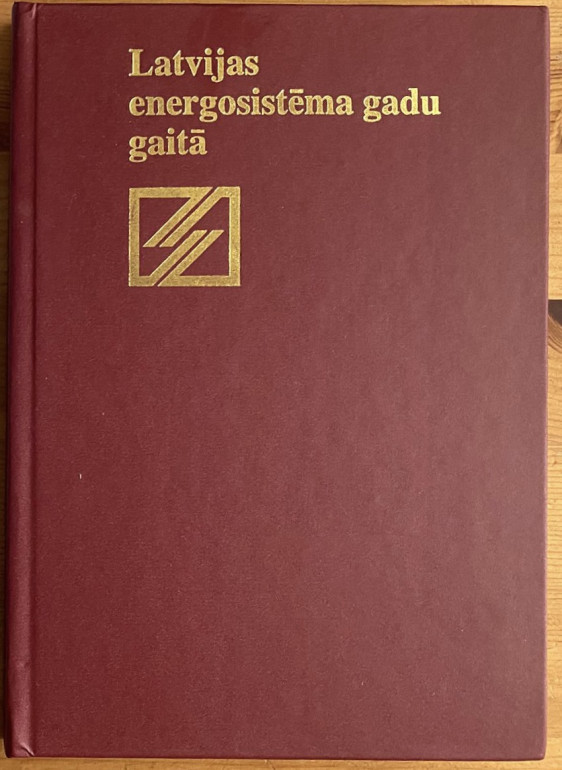 Latvijas
energosistēma gadu
gaitā